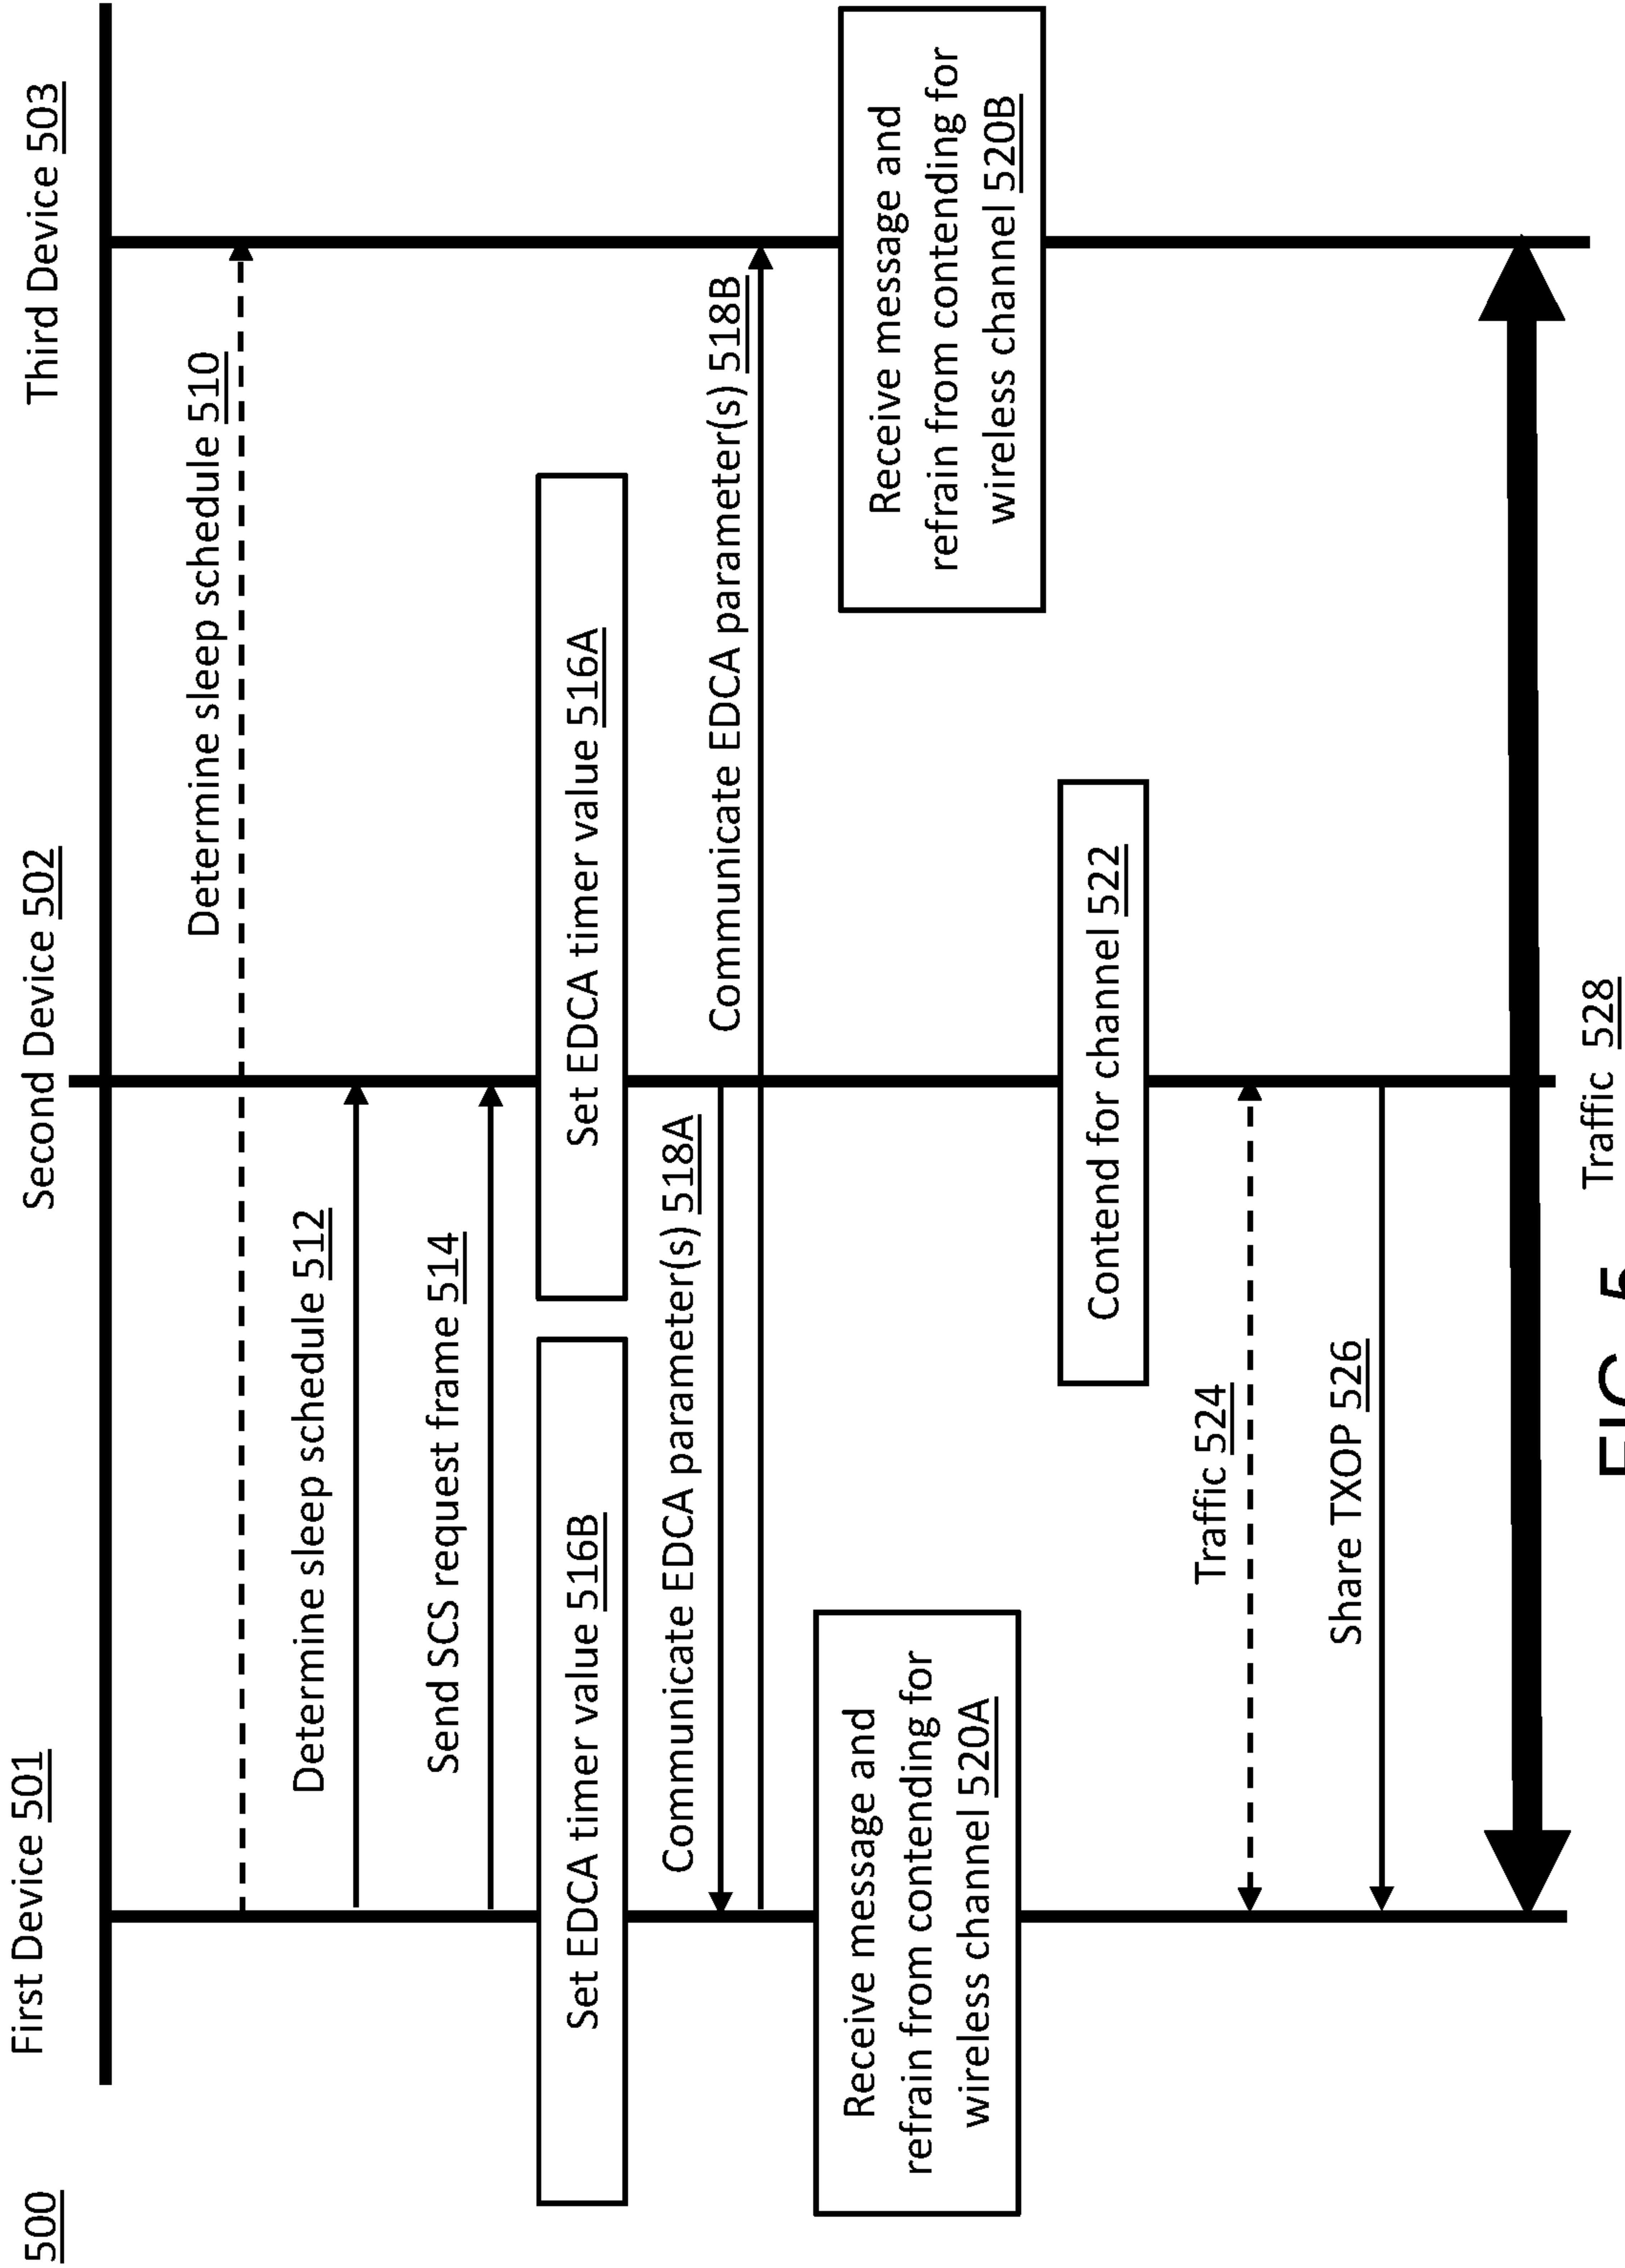 500
First Device 501
Second Device 502
Third Device 503
Determine sleep schedule 510
Determine sleep schedule 512
Send SCS request frame 514
Set EDCA timer value 516B
Set EDCA timer value 516A
Communicate EDCA parameter(s) 518A
Communicate EDCA parameter(s) 518B
Receive message and
refrain from contending for
wireless channel 520A
Receive message and
refrain from contending for
wireless channel 520B
Contend for channel 522
Traffic 524
Share TXOP 526
Traffic 528
FIG. 5